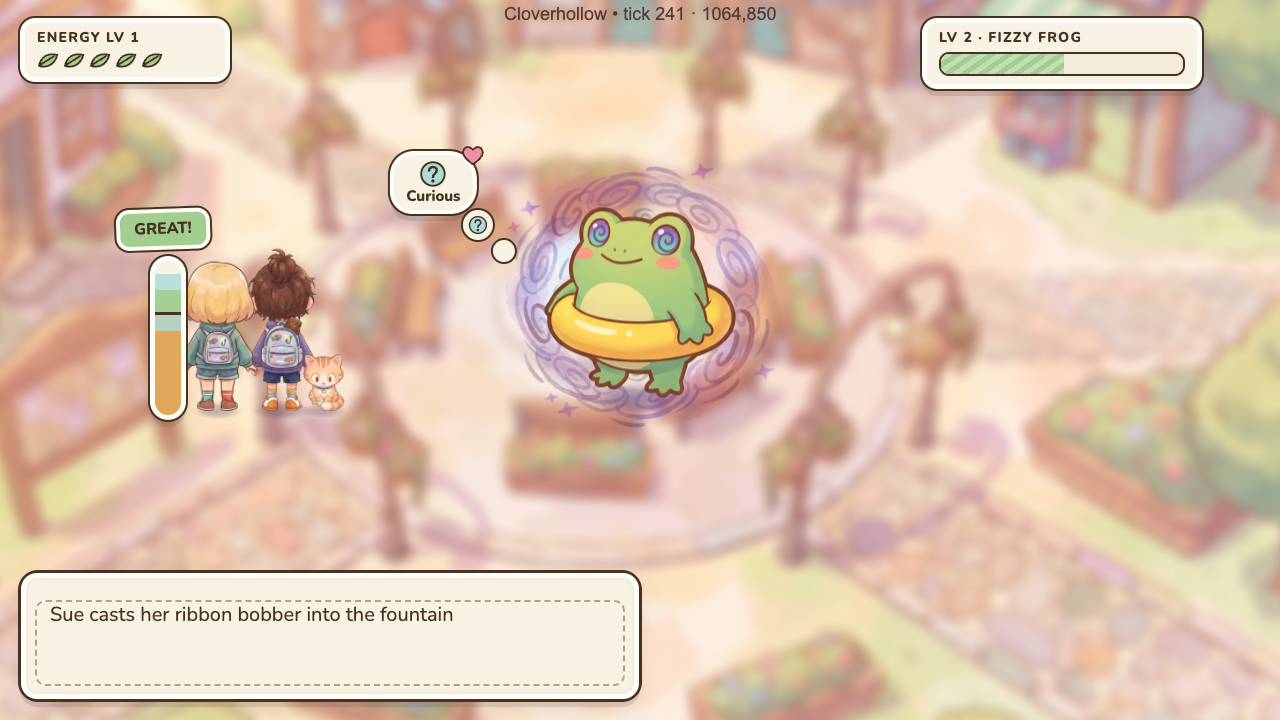 Cloverhollow • tick 241 · 1064,850
ENERGY LV 1
LV 2 · FIZZY FROG
?
Curious
?
GREAT!
Sue casts her ribbon bobber into the fountain